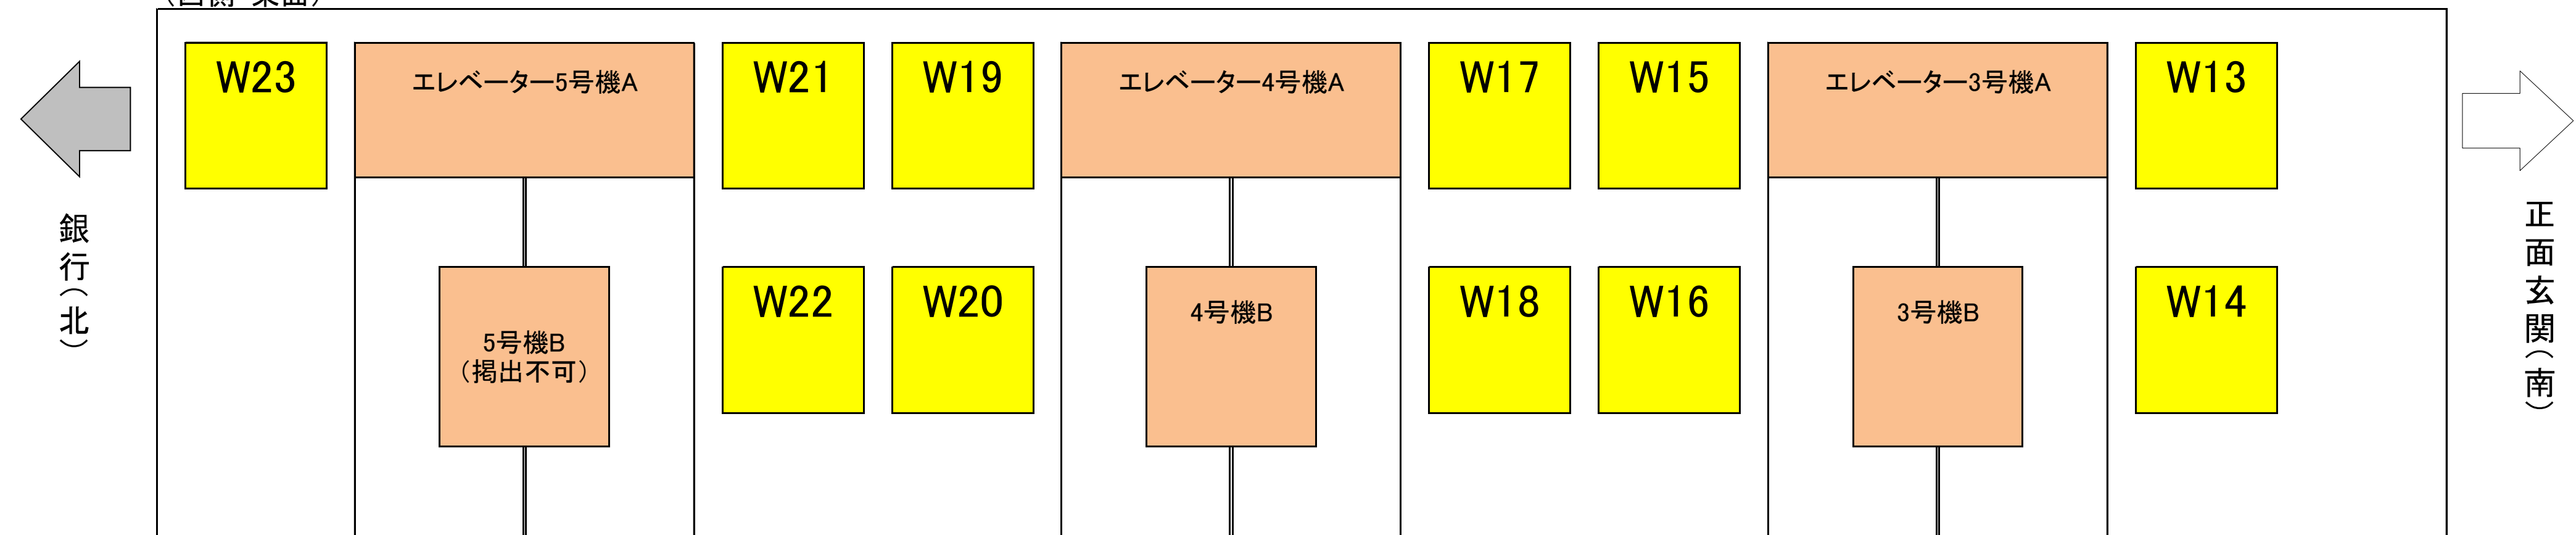 W23
エレベーター5号機A
W21
W19
エレベーター4号機A
W17
W15
エレベーター3号機A
W13
銀行(北)
正面玄関(南)
5号機B
(掲出不可)
W22
W20
4号機B
W18
W16
3号機B
W14